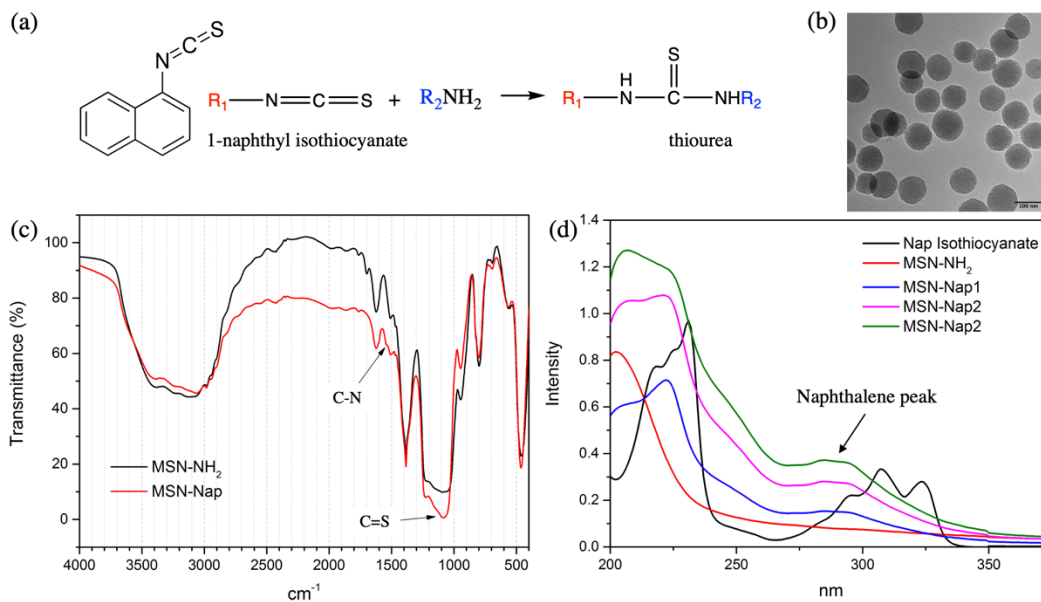 (a)
S
C
N
R₁
N
C
S
+
R₂NH₂
1-naphthyl isothiocyanate
S
H
R₁
N
C
NHR₂
thiourea
(b)
100 nm
(c)
Transmittance (%)
100
80
60
40
20
0
C-N
C=S
MSN-NH₂
MSN-Nap
4000
3500
3000
2500
2000
1500
1000
500
cm⁻¹
(d)
Intensity
1.4
1.2
1.0
0.8
0.6
0.4
0.2
0.0
Nap Isothiocyanate
MSN-NH₂
MSN-Nap1
MSN-Nap2
MSN-Nap2
Naphthalene peak
200
250
300
350
nm